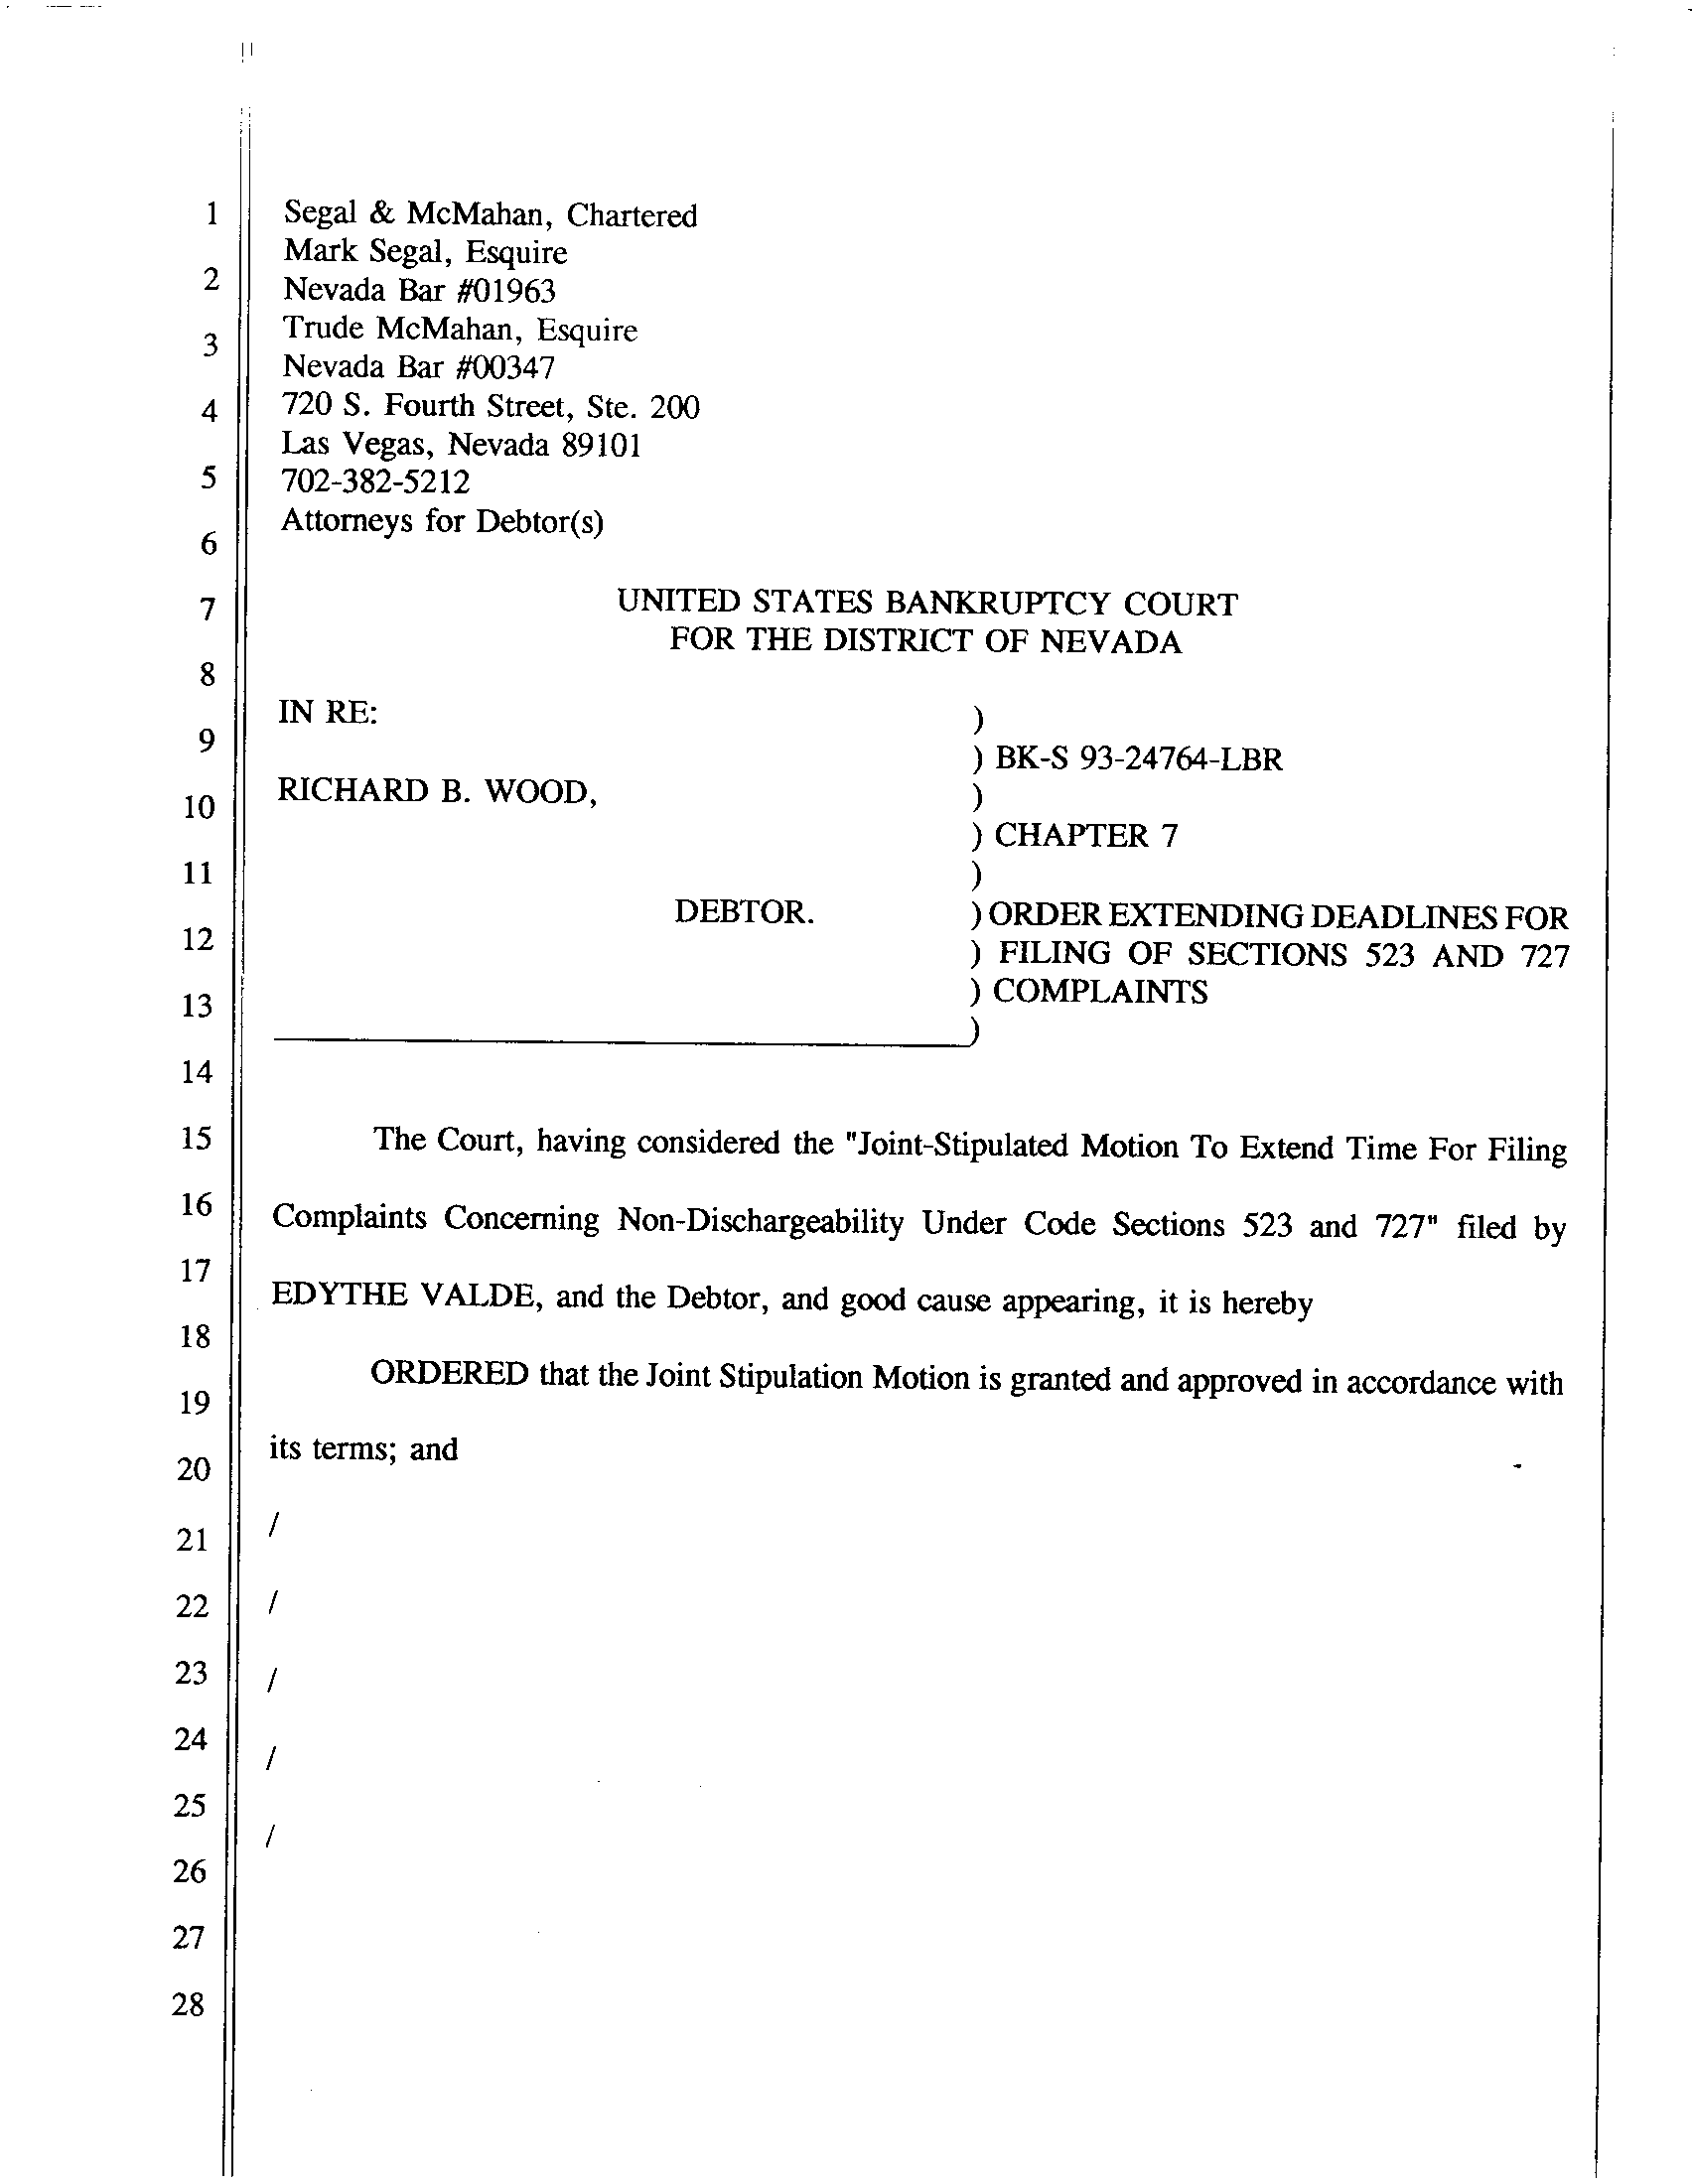 1 Segal & McMahan, Chartered
Mark Segal, Esquire
2 Nevada Bar #01963
Trude McMahan, Esquire
3 Nevada Bar #00347
4 720 S. Fourth Street, Ste. 200
Las Vegas, Nevada 89101
5 702-382-5212
Attorneys for Debtor(s)
6
7 UNITED STATES BANKRUPTCY COURT
FOR THE DISTRICT OF NEVADA
8
IN RE: )
9 ) BK-S 93-24764-LBR
10 RICHARD B. WOOD, )
) CHAPTER 7
11 )
DEBTOR. ) ORDER EXTENDING DEADLINES FOR
12 ) FILING OF SECTIONS 523 AND 727
13 ) COMPLAINTS
)
14
15 The Court, having considered the "Joint-Stipulated Motion To Extend Time For Filing
16 Complaints Concerning Non-Dischargeability Under Code Sections 523 and 727" filed by
17 EDYTHE VALDE, and the Debtor, and good cause appearing, it is hereby
18
ORDERED that the Joint Stipulation Motion is granted and approved in accordance with
19
its terms; and
20
21 /
22 /
23 /
24 /
25
/
26
27
28